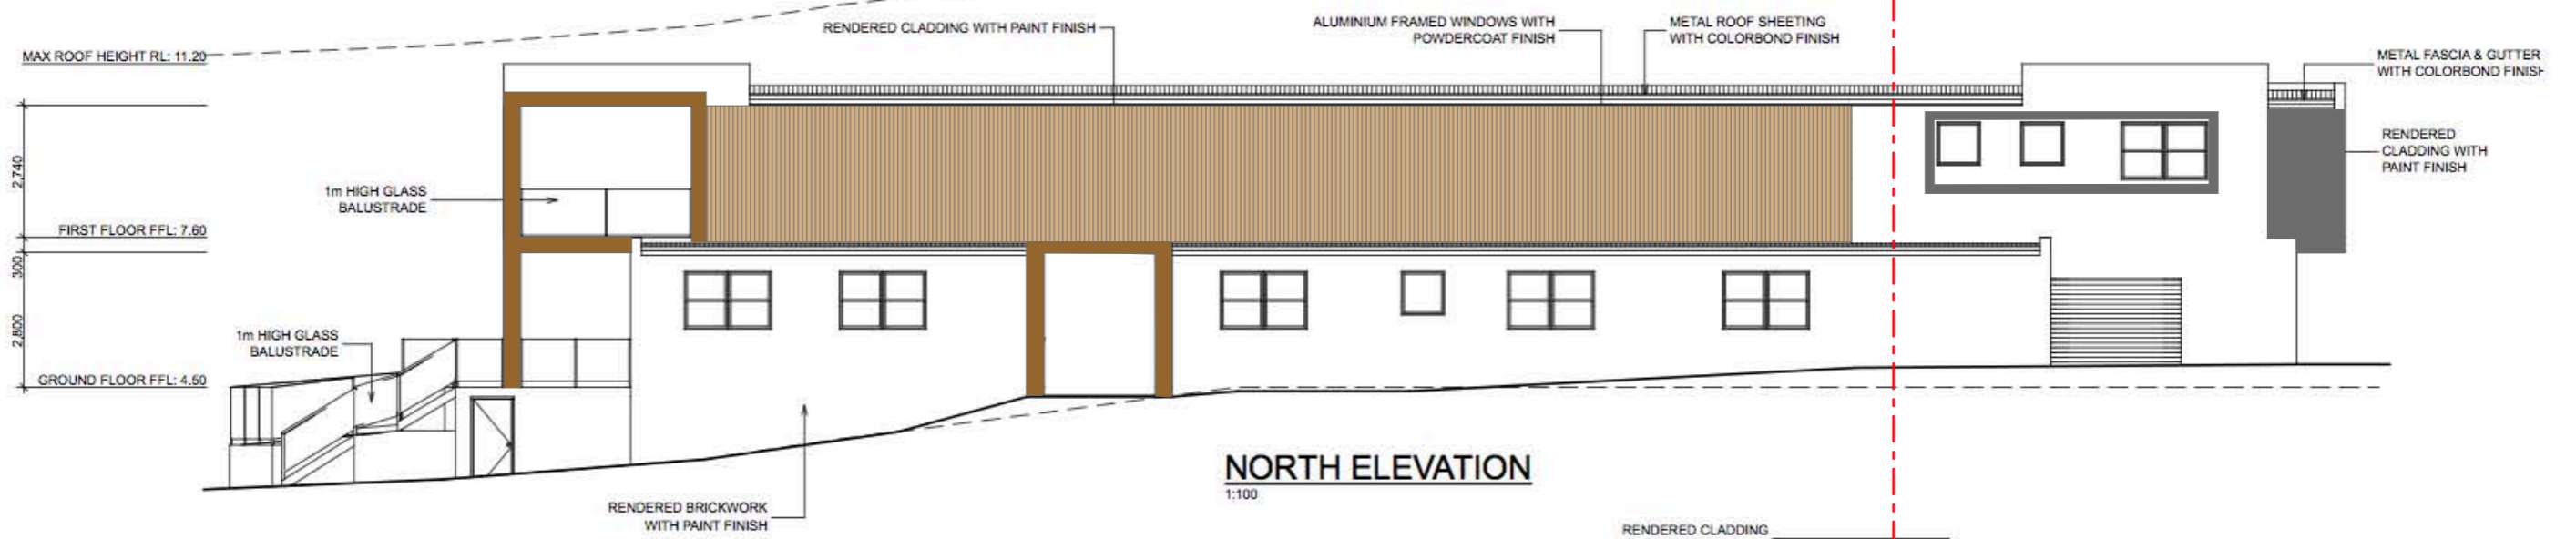 RENDERED CLADDING WITH PAINT FINISH
ALUMINIUM FRAMED WINDOWS WITH
POWDERCOAT FINISH
METAL ROOF SHEETING
WITH COLORBOND FINISH
METAL FASCIA & GUTTER
WITH COLORBOND FINISH
MAX ROOF HEIGHT RL: 11.20
2,740
1m HIGH GLASS
BALUSTRADE
RENDERED
CLADDING WITH
PAINT FINISH
FIRST FLOOR FFL: 7.60
300
2,800
1m HIGH GLASS
BALUSTRADE
GROUND FLOOR FFL: 4.50
NORTH ELEVATION
1:100
RENDERED BRICKWORK
WITH PAINT FINISH
RENDERED CLADDING